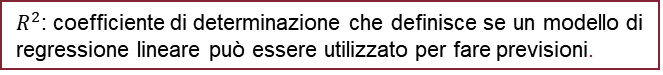 R²: coefficiente di determinazione che definisce se un modello di
regressione lineare può essere utilizzato per fare previsioni.